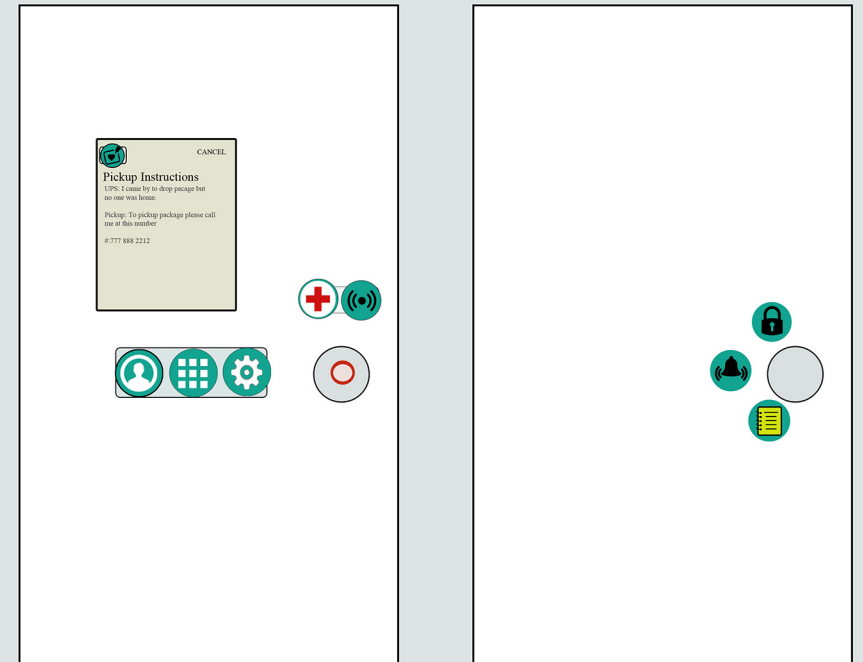 CANCEL
Pickup Instructions
UPS: I came by to drop pacage but
no one was home.
Pickup: To pickup package please call
me at this number
#:777 888 2212